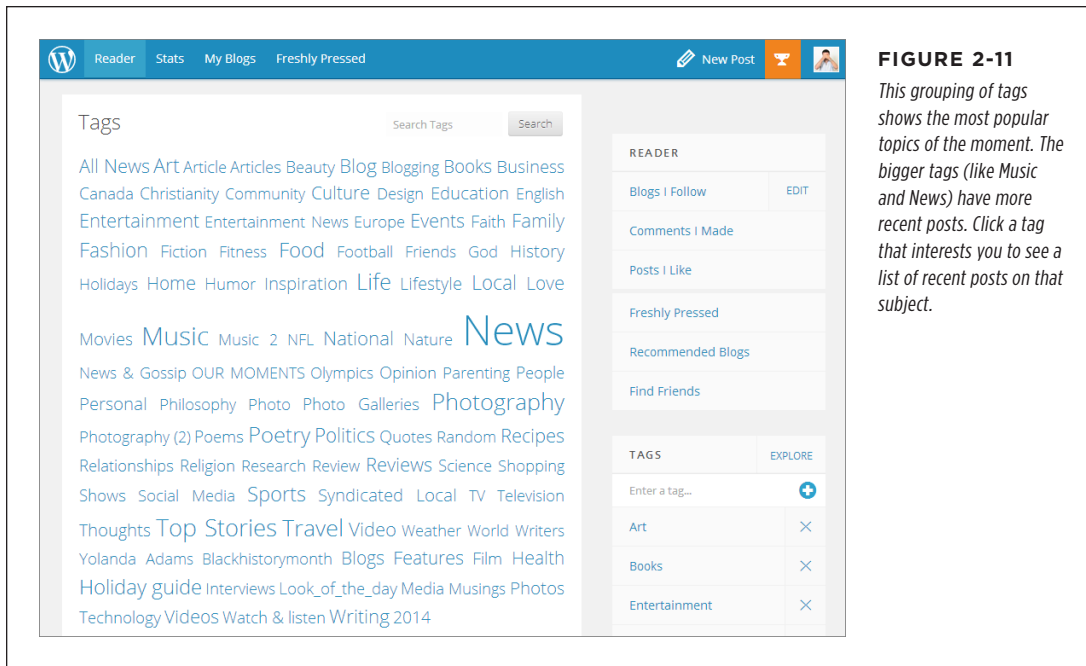 Reader Stats My Blogs Freshly Pressed New Post
Tags Search Tags Search
All News Art Article Articles Beauty Blog Blogging Books Business
Canada Christianity Community Culture Design Education English
Entertainment Entertainment News Europe Events Faith Family
Fashion Fiction Fitness Food Football Friends God History
Holidays Home Humor Inspiration Life Lifestyle Local Love
Movies Music Music 2 NFL National Nature News
News & Gossip OUR MOMENTS Olympics Opinion Parenting People
Personal Philosophy Photo Photo Galleries Photography
Photography (2) Poems Poetry Politics Quotes Random Recipes
Relationships Religion Research Review Reviews Science Shopping
Shows Social Media Sports Syndicated Local TV Television
Thoughts Top Stories Travel Video Weather World Writers
Yolanda Adams Blackhistorymonth Blogs Features Film Health
Holiday guide Interviews Look_of_the_day Media Musings Photos
Technology Videos Watch & listen Writing 2014
READER
Blogs I Follow EDIT
Comments I Made
Posts I Like
Freshly Pressed
Recommended Blogs
Find Friends
TAGS EXPLORE
Enter a tag...
Art
Books
Entertainment
FIGURE 2-11
This grouping of tags
shows the most popular
topics of the moment. The
bigger tags (like Music
and News) have more
recent posts. Click a tag
that interests you to see a
list of recent posts on that
subject.